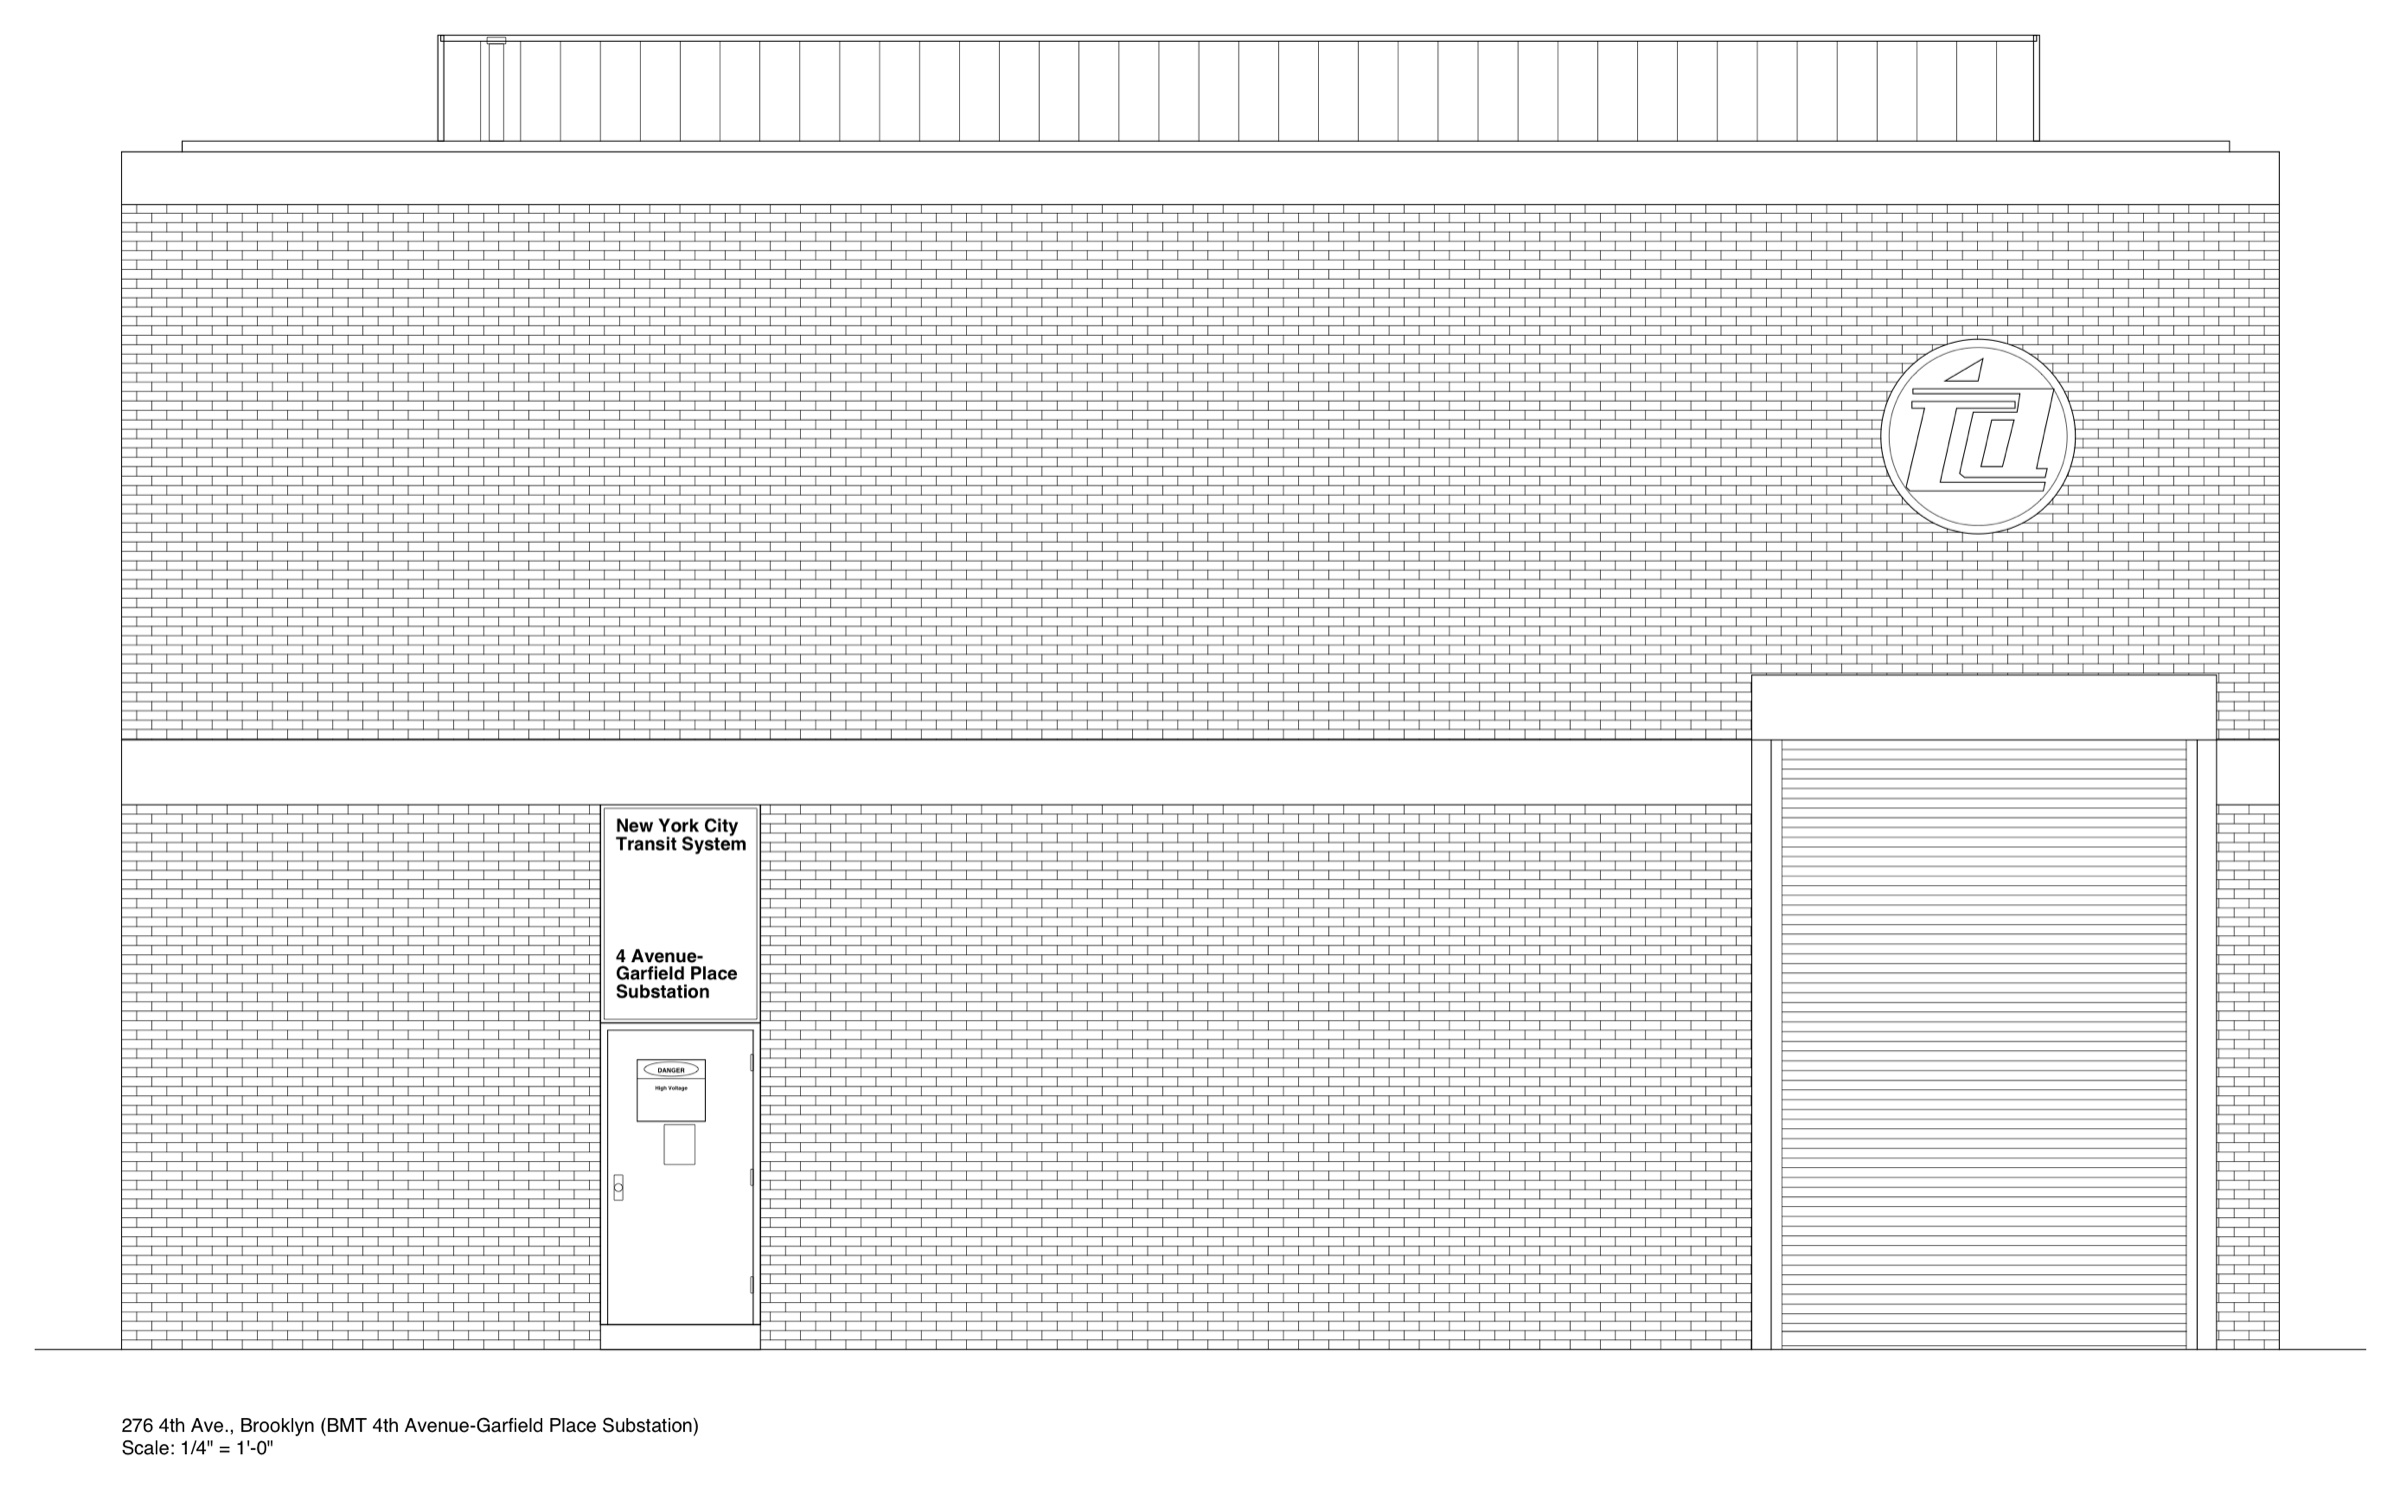 New York City
Transit System
4 Avenue-
Garfield Place
Substation
DANGER
High Voltage
276 4th Ave., Brooklyn (BMT 4th Avenue-Garfield Place Substation)
Scale: 1/4" = 1'-0"